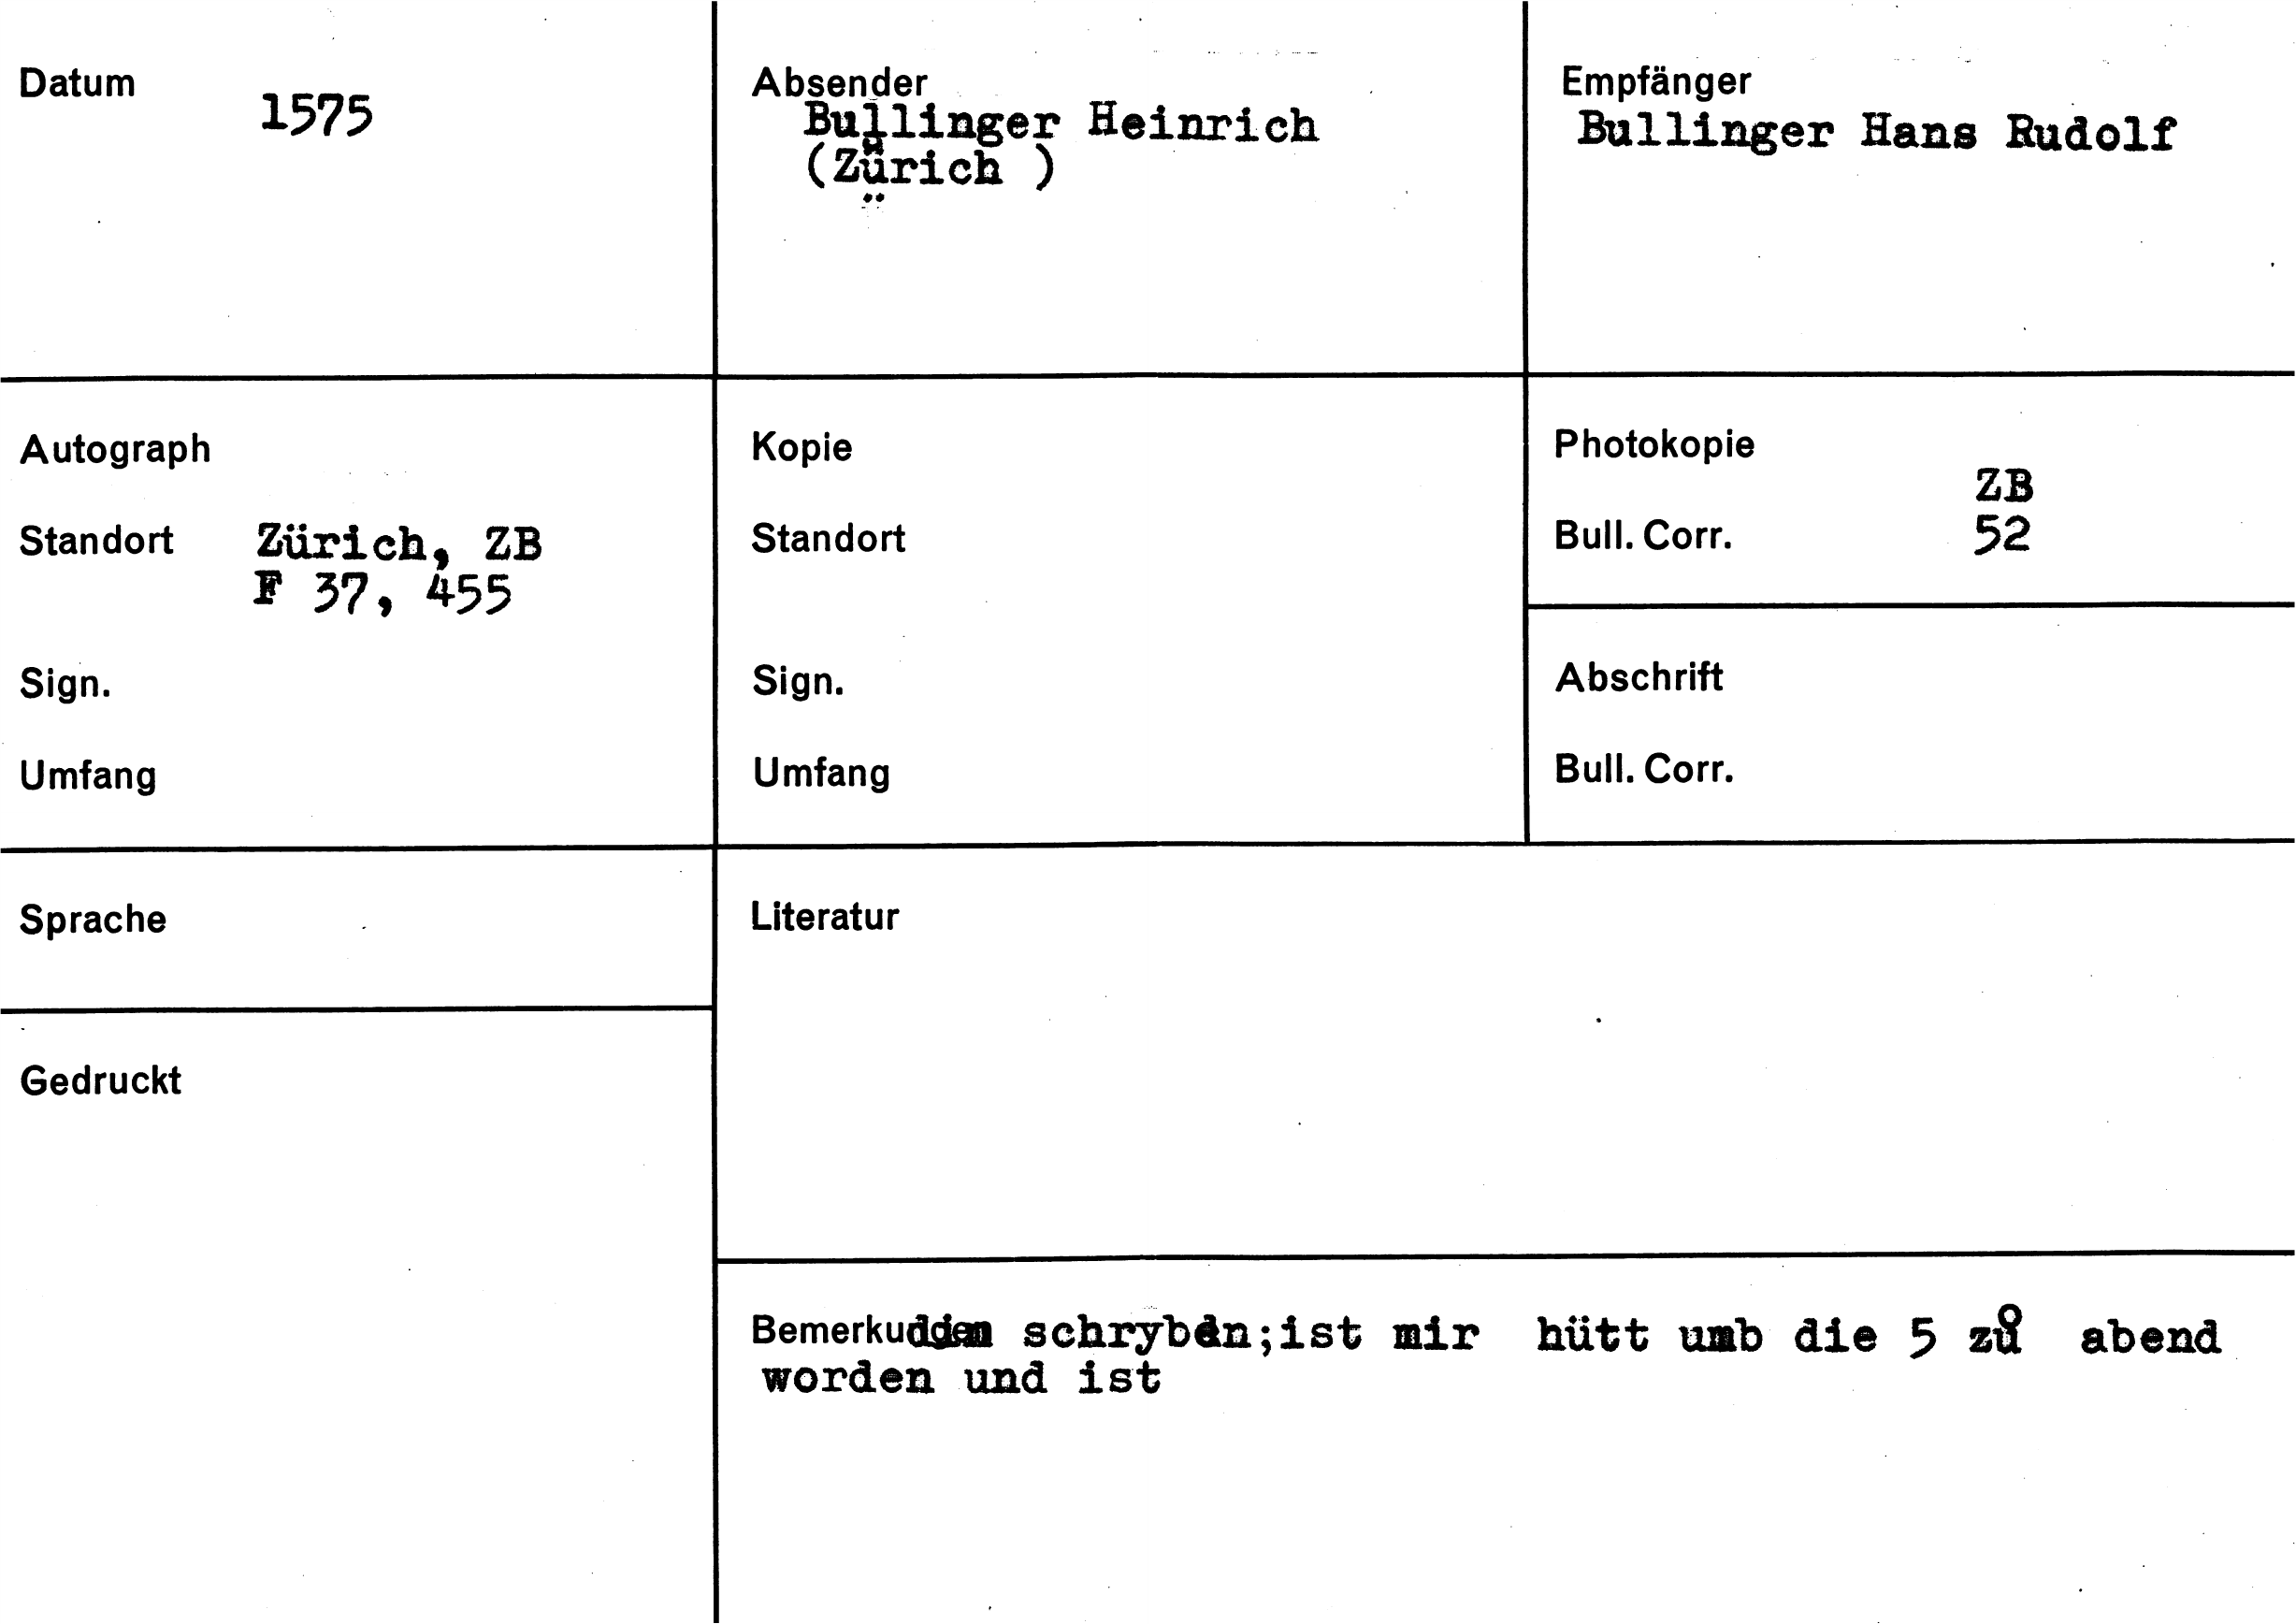 Datum
1575
Absender
Bullinger Heinrich
(Zürich )
Empfänger
Bullinger Hans Rudolf
Autograph
Standort Zürich, ZB
F 37, 455
Sign.
Umfang
Kopie
Standort
Sign.
Umfang
Photokopie
ZB
Bull. Corr. 52
Abschrift
Bull. Corr.
Sprache
Literatur
Gedruckt
schryben;ist mir hütt umb die 5 zů abend
worden und ist